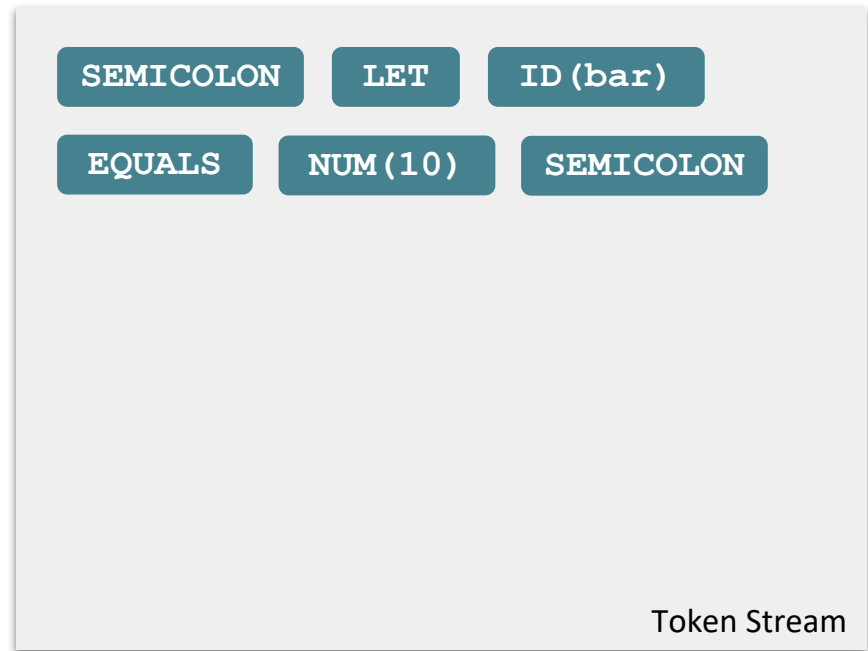 SEMICOLON LET ID(bar)
EQUALS NUM(10) SEMICOLON
Token Stream